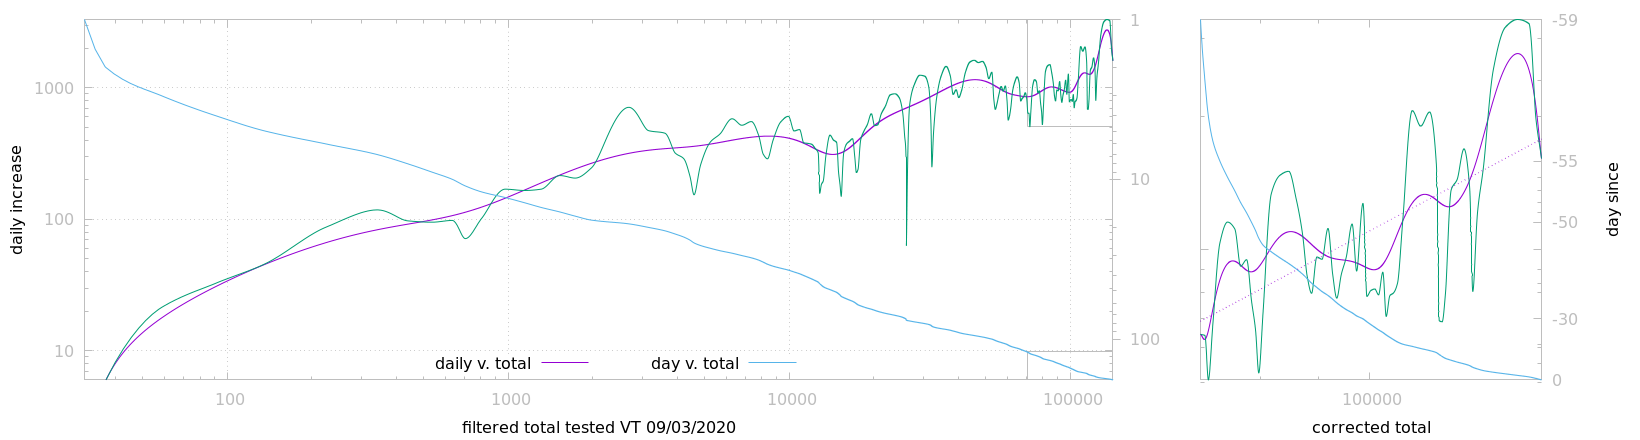 1
-59
1000
daily increase
10
-55
day since
100
-50
-30
100
10
daily v. total
day v. total
0
100
1000
10000
100000
100000
filtered total tested VT 09/03/2020
corrected total